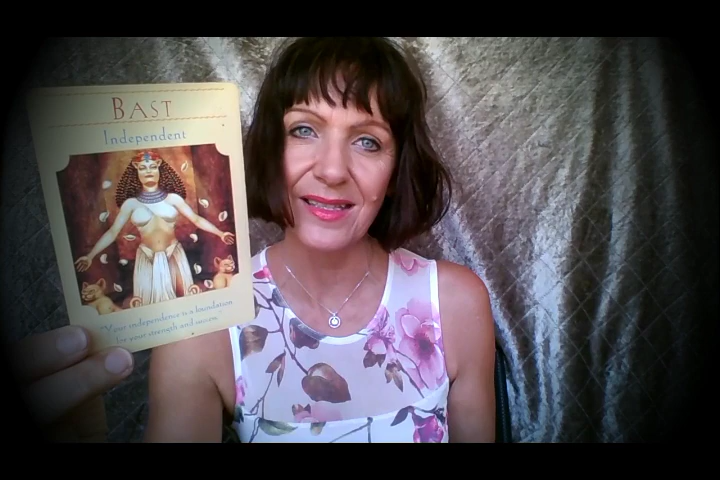 BAST
Independent
"Your independence is a foundation
for your strength and success."